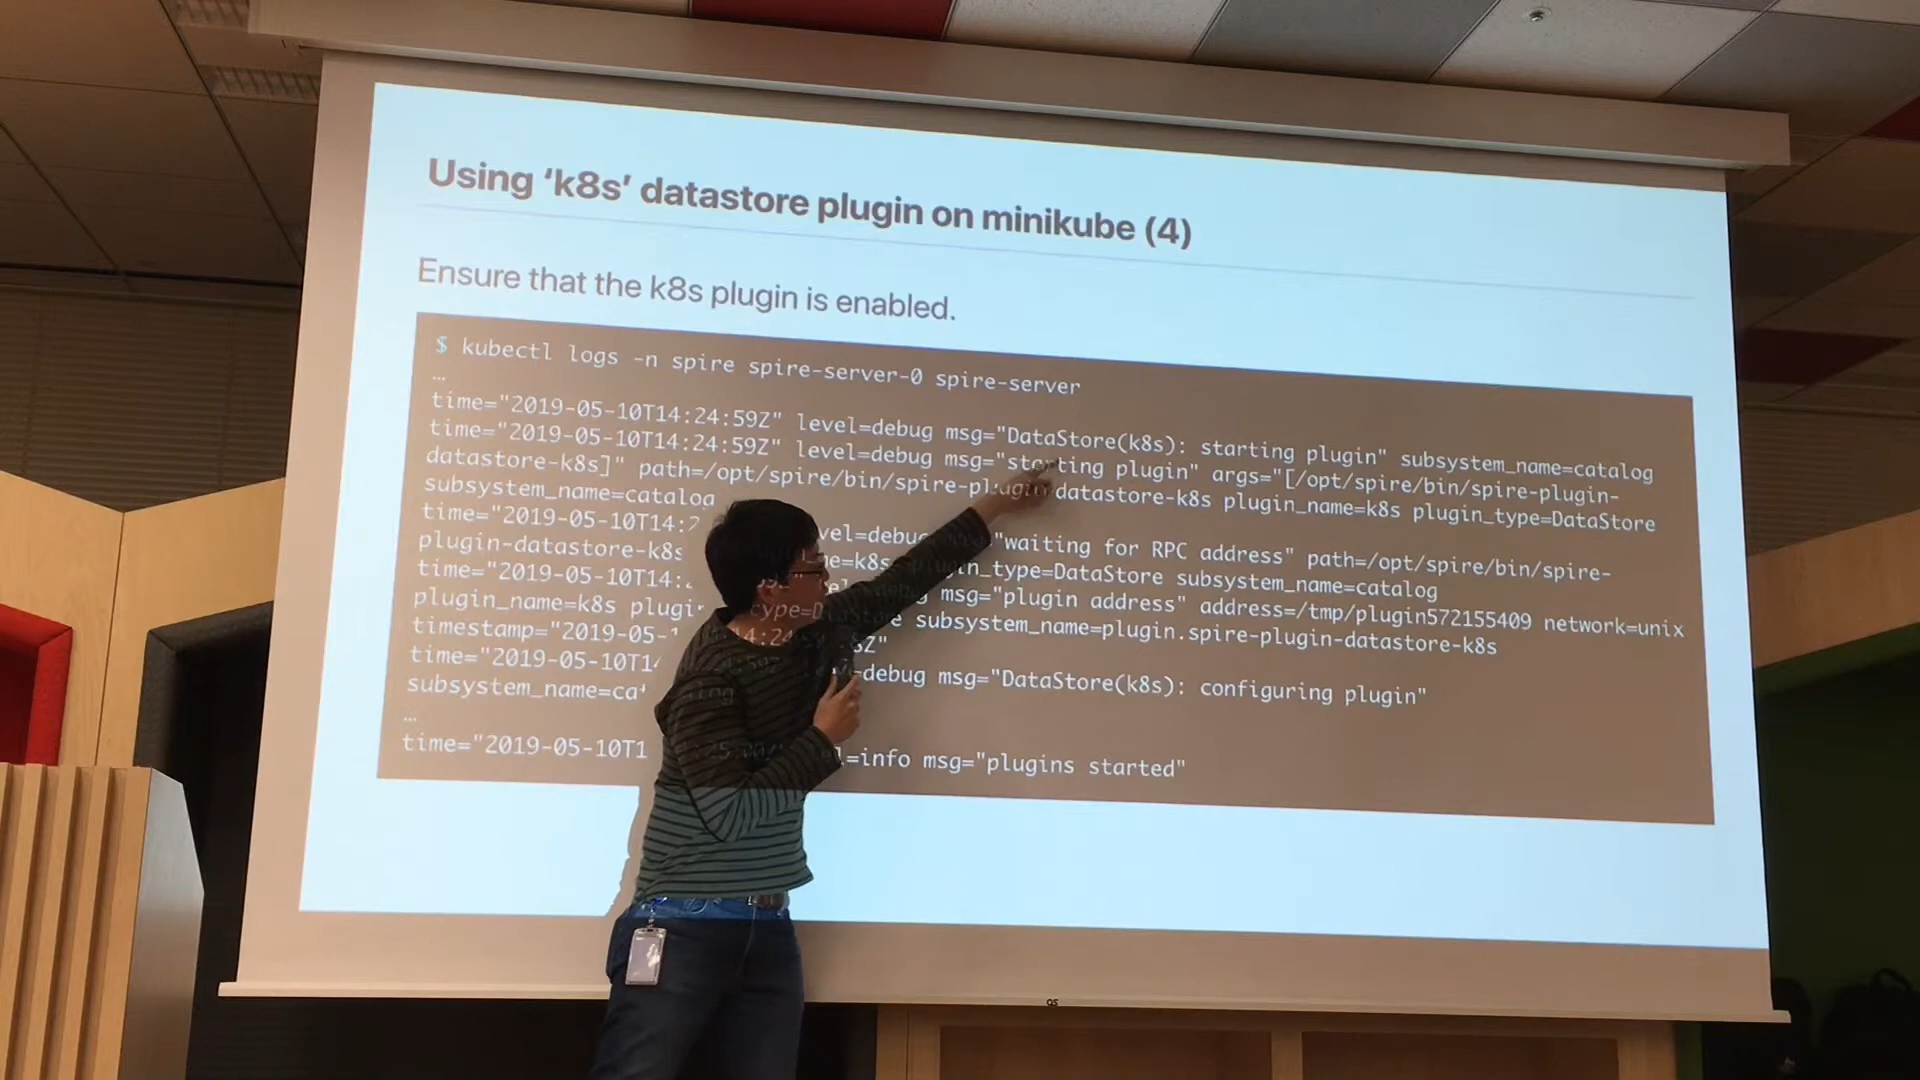 Using ‘k8s’ datastore plugin on minikube (4)
Ensure that the k8s plugin is enabled.
$ kubectl logs -n spire spire-server-0 spire-server
…
time="2019-05-10T14:24:59Z" level=debug msg="DataStore(k8s): starting plugin" subsystem_name=catalog
time="2019-05-10T14:24:59Z" level=debug msg="starting plugin" args="[/opt/spire/bin/spire-plugin-
datastore-k8s]" path=/opt/spire/bin/spire-plugin-datastore-k8s plugin_name=k8s plugin_type=DataStore
subsystem_name=catalog
time="2019-05-10T14:2 "waiting for RPC address" path=/opt/spire/bin/spire-
plugin-datastore-k8s plugin_type=DataStore subsystem_name=catalog
time="2019-05-10T14: msg="plugin address" address=/tmp/plugin572155409 network=unix
plugin_name=k8s subsystem_name=plugin.spire-plugin-datastore-k8s
timestamp="2019-05-
time="2019-05-10T14 =debug msg="DataStore(k8s): configuring plugin"
subsystem_name=catalog
…
time="2019-05-10T1 =info msg="plugins started"